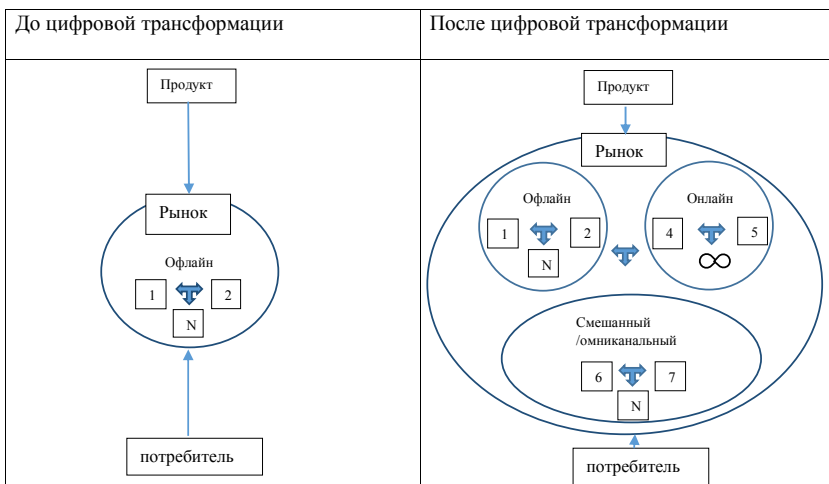 До цифровой трансформации
После цифровой трансформации
Продукт
Рынок
Офлайн
1
2
N
потребитель
Продукт
Рынок
Офлайн
1
2
N
Онлайн
4
5
∞
Смешанный
/омниканальный
6
7
N
потребитель